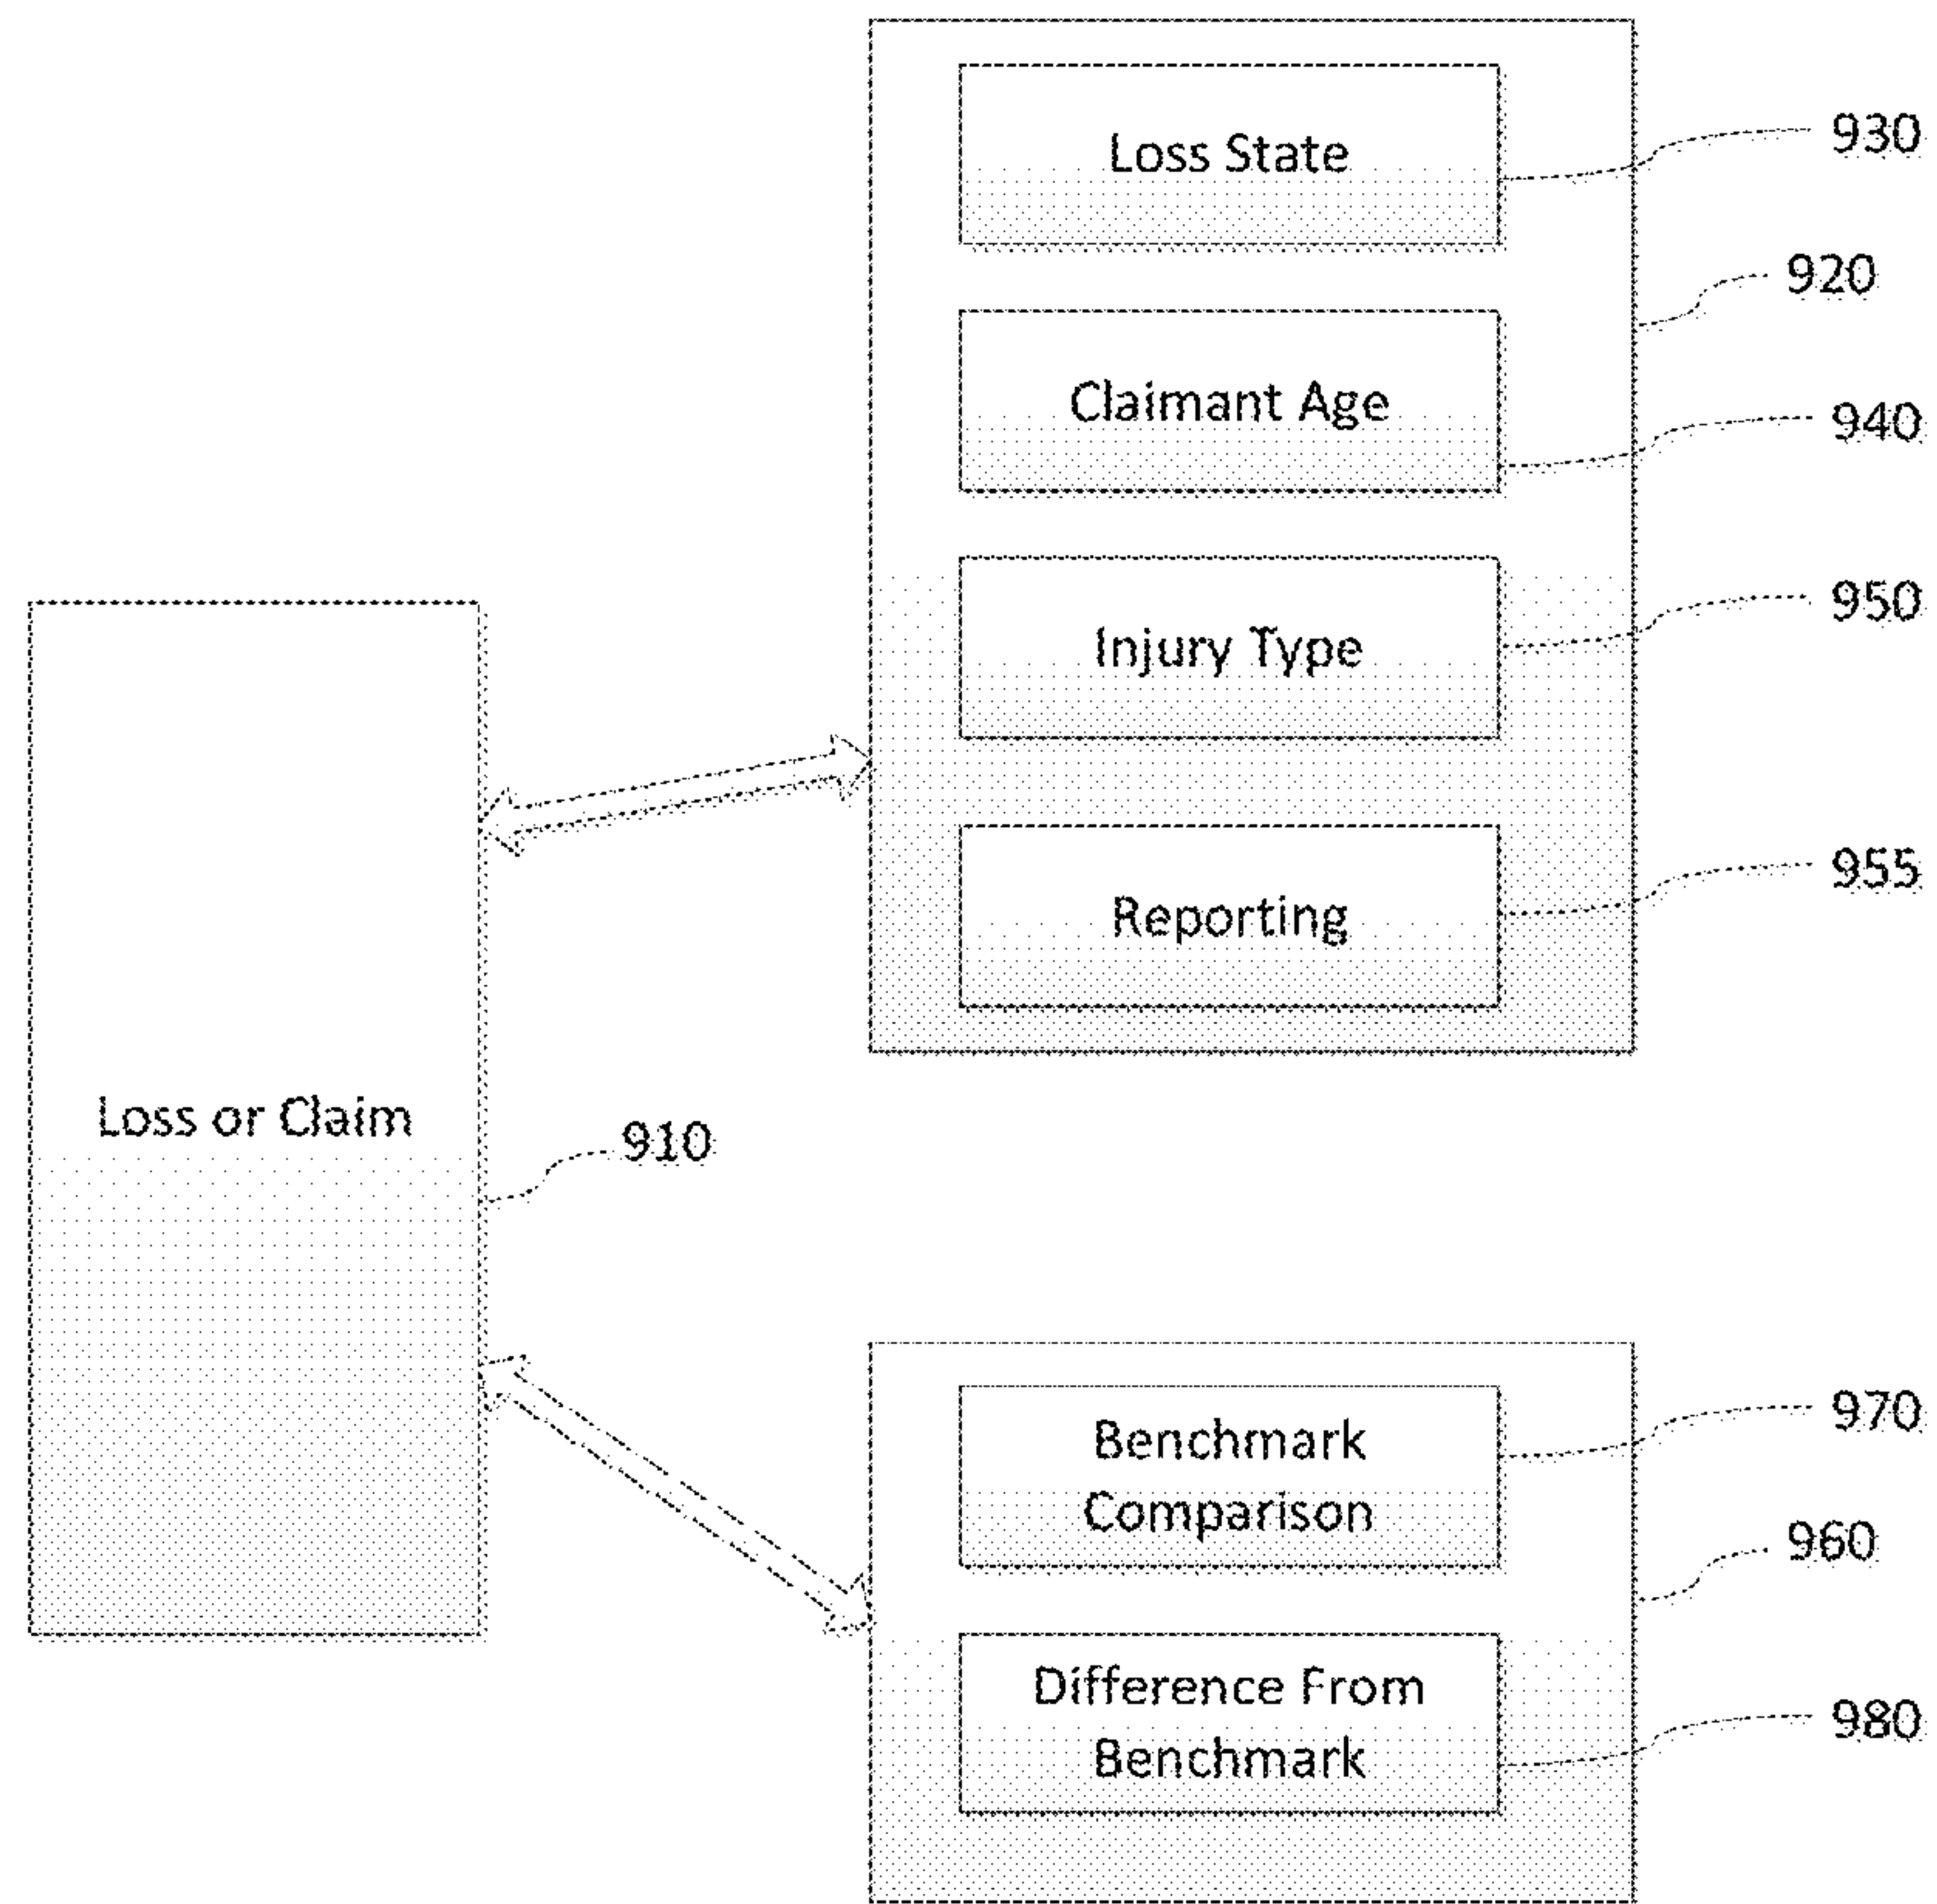 Loss State
930
920
Claimant Age
940
Injury Type
950
Reporting
955
Loss or Claim
910
Benchmark
Comparison
970
960
Difference From
Benchmark
980